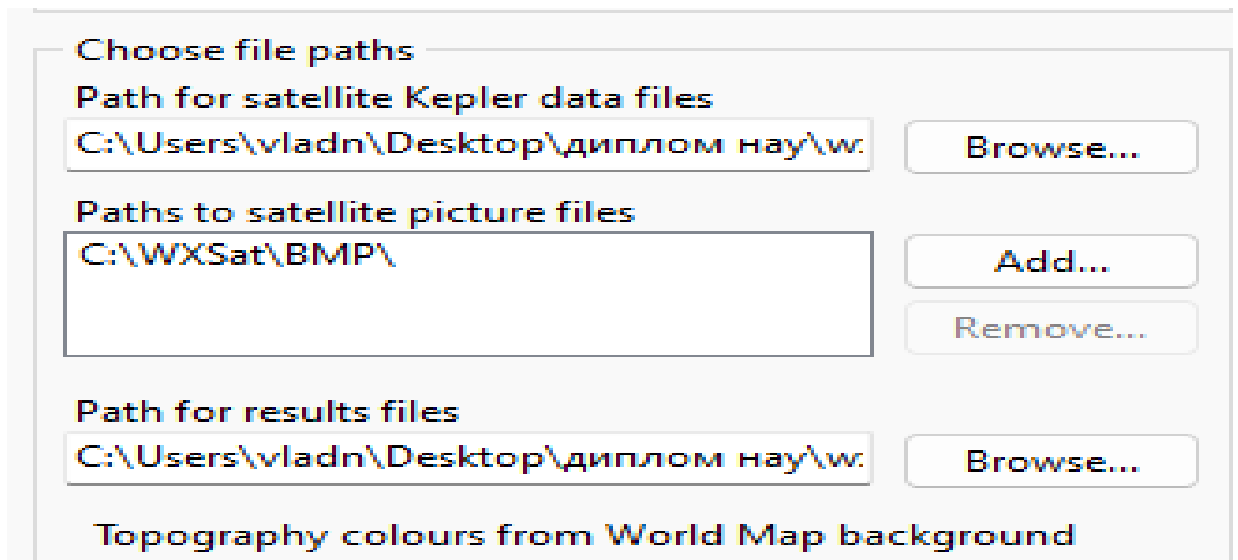 Choose file paths
Path for satellite Kepler data files
C:\Users\vladn\Desktop\диплом нау\w:
Browse...
Paths to satellite picture files
C:\WXSat\BMP\
Add...
Remove...
Path for results files
C:\Users\vladn\Desktop\диплом нау\w:
Browse...
Topography colours from World Map background